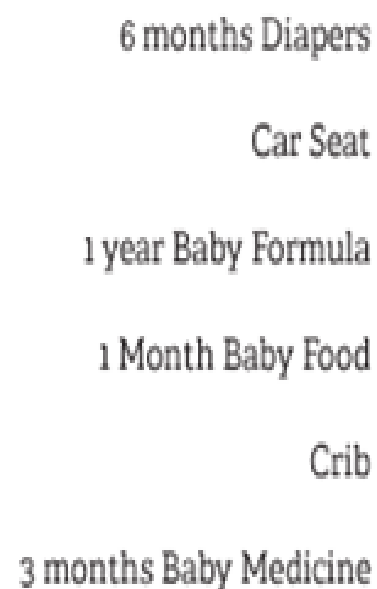 6 months Diapers
Car Seat
1 year Baby Formula
1 Month Baby Food
Crib
3 months Baby Medicine